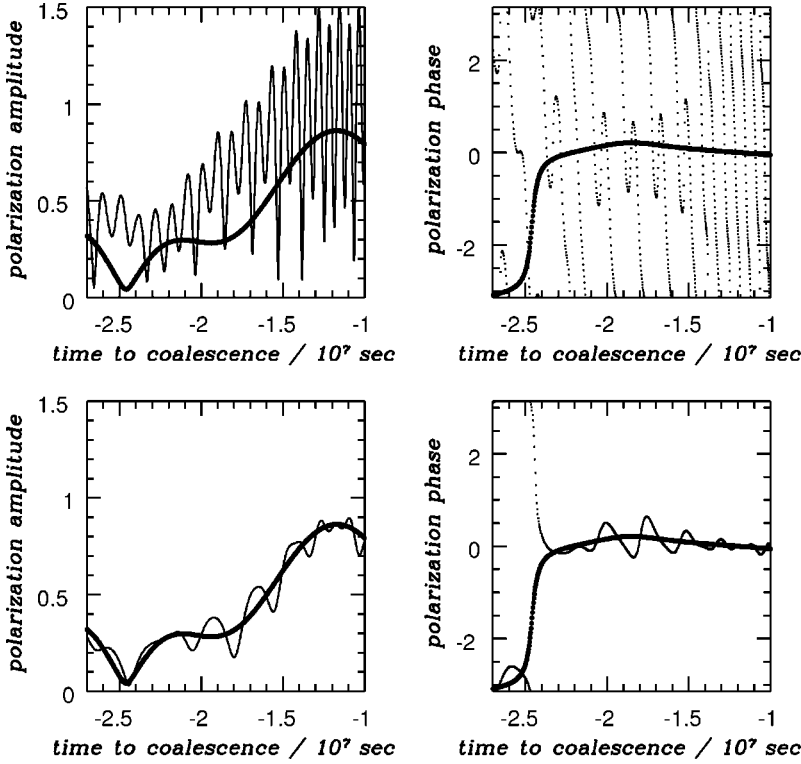 1.5
1
0.5
0
polarization amplitude
-2.5 -2 -1.5 -1
time to coalescence / 10⁷ sec
2
0
-2
polarization phase
-2.5 -2 -1.5 -1
time to coalescence / 10⁷ sec
1.5
1
0.5
0
polarization amplitude
-2.5 -2 -1.5 -1
time to coalescence / 10⁷ sec
2
0
-2
polarization phase
-2.5 -2 -1.5 -1
time to coalescence / 10⁷ sec